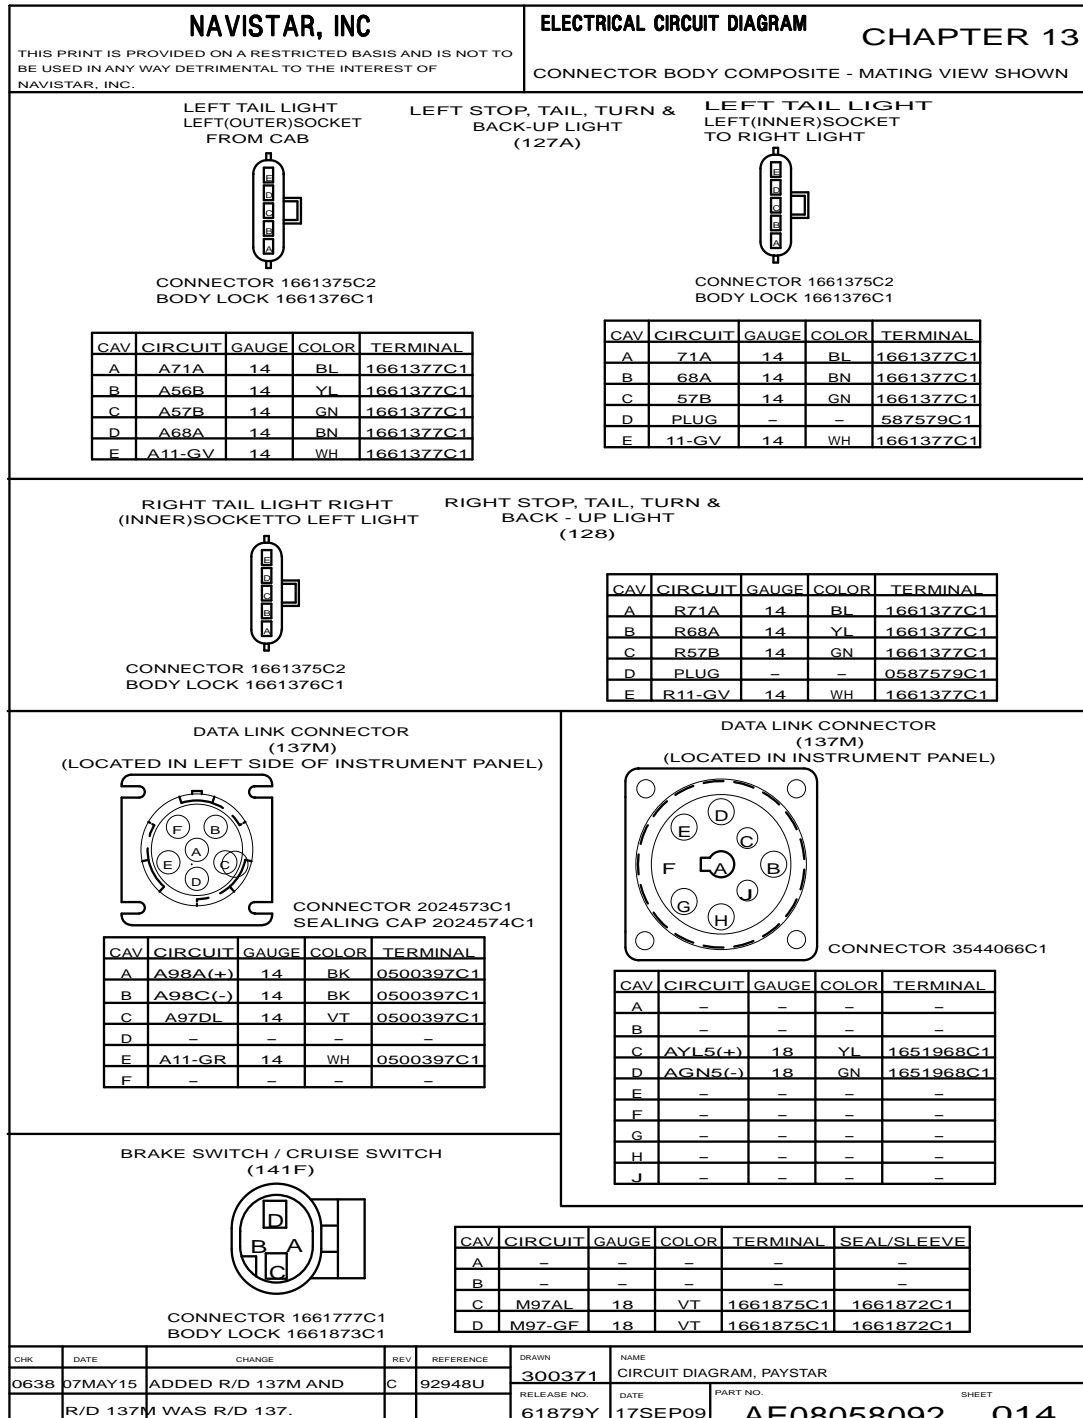 NAVISTAR, INC
THIS PRINT IS PROVIDED ON A RESTRICTED BASIS AND IS NOT TO
BE USED IN ANY WAY DETRIMENTAL TO THE INTEREST OF
NAVISTAR, INC.
ELECTRICAL CIRCUIT DIAGRAM
CHAPTER 13
CONNECTOR BODY COMPOSITE - MATING VIEW SHOWN
LEFT TAIL LIGHT
LEFT(OUTER)SOCKET
FROM CAB
LEFT STOP, TAIL, TURN &
BACK-UP LIGHT
(127A)
LEFT TAIL LIGHT
LEFT(INNER)SOCKET
TO RIGHT LIGHT
E
D
C
B
A
E
D
C
B
A
CONNECTOR 1661375C2
BODY LOCK 1661376C1
CONNECTOR 1661375C2
BODY LOCK 1661376C1
CAV CIRCUIT GAUGE COLOR TERMINAL
A A71A 14 BL 1661377C1
B A56B 14 YL 1661377C1
C A57B 14 GN 1661377C1
D A68A 14 BN 1661377C1
E A11-GV 14 WH 1661377C1
CAV CIRCUIT GAUGE COLOR TERMINAL
A 71A 14 BL 1661377C1
B 68A 14 BN 1661377C1
C 57B 14 GN 1661377C1
D PLUG – – 587579C1
E 11-GV 14 WH 1661377C1
RIGHT TAIL LIGHT RIGHT
(INNER)SOCKETTO LEFT LIGHT
RIGHT STOP, TAIL, TURN &
BACK - UP LIGHT
(128)
E
D
C
B
A
CONNECTOR 1661375C2
BODY LOCK 1661376C1
CAV CIRCUIT GAUGE COLOR TERMINAL
A R71A 14 BL 1661377C1
B R68A 14 YL 1661377C1
C R57B 14 GN 1661377C1
D PLUG – – 0587579C1
E R11-GV 14 WH 1661377C1
DATA LINK CONNECTOR
(137M)
(LOCATED IN LEFT SIDE OF INSTRUMENT PANEL)
F B
A
E C
D
CONNECTOR 2024573C1
SEALING CAP 2024574C1
CAV CIRCUIT GAUGE COLOR TERMINAL
A A98A(+) 14 BK 0500397C1
B A98C(-) 14 BK 0500397C1
C A97DL 14 VT 0500397C1
D – – – –
E A11-GR 14 WH 0500397C1
F – – – –
DATA LINK CONNECTOR
(137M)
(LOCATED IN INSTRUMENT PANEL)
D
E C
F A B
G J
H
CONNECTOR 3544066C1
CAV CIRCUIT GAUGE COLOR TERMINAL
A – – – –
B – – – –
C AYL5(+) 18 YL 1651968C1
D AGN5(-) 18 GN 1651968C1
E – – – –
F – – – –
G – – – –
H – – – –
J – – – –
BRAKE SWITCH / CRUISE SWITCH
(141F)
D
B A
C
CONNECTOR 1661777C1
BODY LOCK 1661873C1
CAV CIRCUIT GAUGE COLOR TERMINAL SEAL/SLEEVE
A – – – – –
B – – – – –
C M97AL 18 VT 1661875C1 1661872C1
D M97-GF 18 VT 1661875C1 1661872C1
CHK DATE CHANGE REV REFERENCE
0638 07MAY15 ADDED R/D 137M AND C 92948U
R/D 137M WAS R/D 137.
DRAWN
300371
NAME
CIRCUIT DIAGRAM, PAYSTAR
RELEASE NO.
61879Y
DATE
17SEP09
PART NO.
AE08058092
SHEET
014